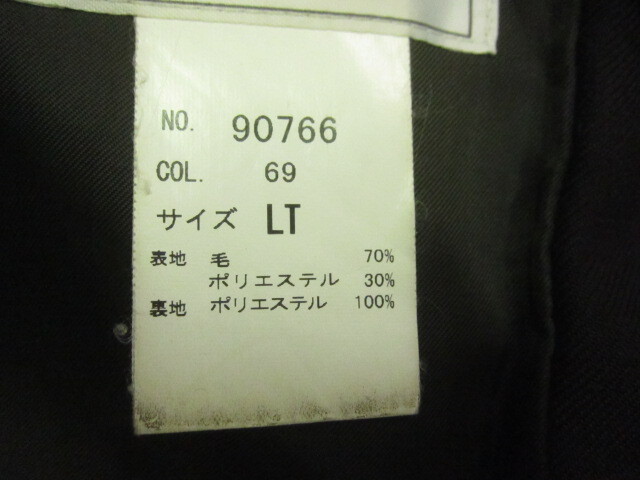 NO. 90766
COL. 69
サイズ LT
表地 毛 70%
ポリエステル 30%
裏地 ポリエステル 100%